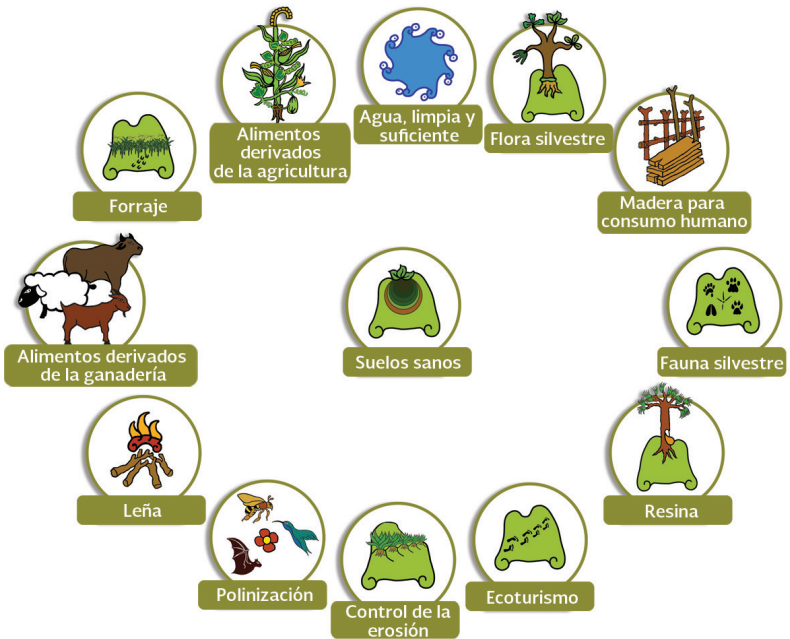 Agua, limpia y
suficiente
Flora silvestre
Alimentos
derivados
de la agricultura
Forraje
Madera para
consumo humano
Alimentos derivados
de la ganadería
Suelos sanos
Fauna silvestre
Leña
Resina
Polinización
Control de la
erosión
Ecoturismo